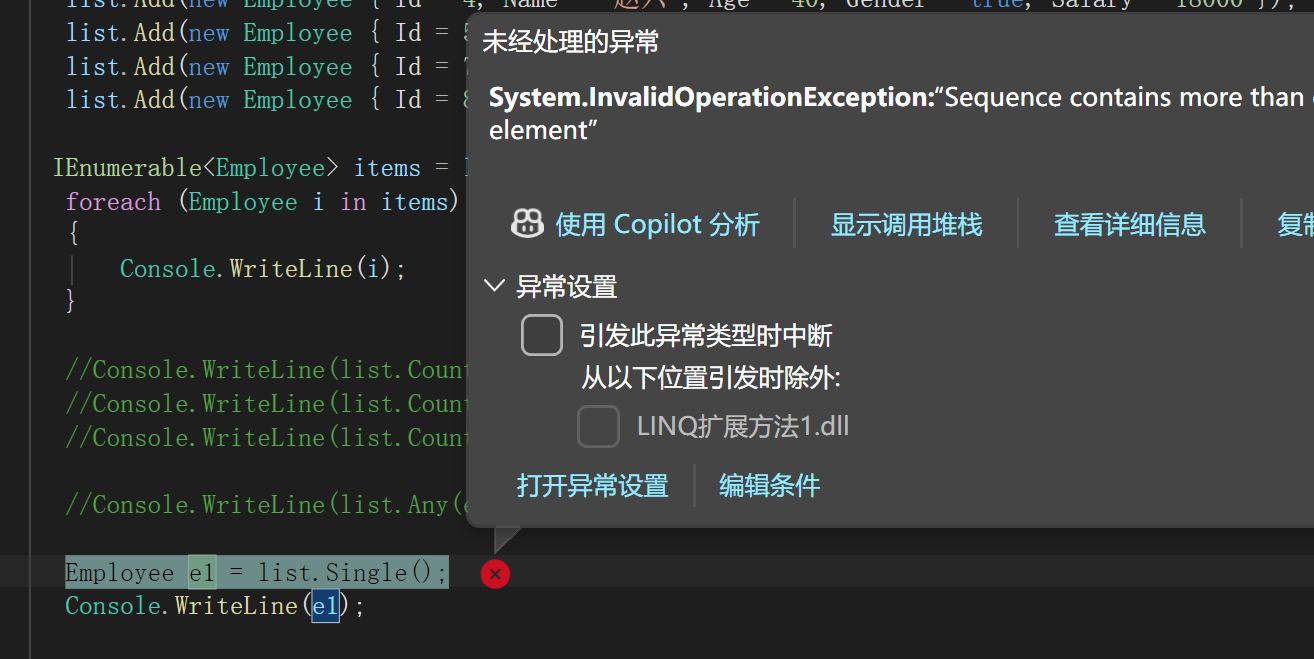 list.Add(new Employee { Id = 4, Name = "赵六", Age = 40, Gender = true, Salary = 18000 });
list.Add(new Employee { Id = 5
list.Add(new Employee { Id =
list.Add(new Employee { Id = 8
IEnumerable<Employee> items =
foreach (Employee i in items)
{
Console.WriteLine(i);
}
//Console.WriteLine(list.Count
//Console.WriteLine(list.Count
//Console.WriteLine(list.Count
//Console.WriteLine(list.Any(e
Employee e1 = list.Single();
Console.WriteLine(e1);
未经处理的异常
System.InvalidOperationException:“Sequence contains more than
element”
使用 Copilot 分析
显示调用堆栈
查看详细信息
复制
异常设置
引发此异常类型时中断
从以下位置引发时除外:
LINQ扩展方法1.dll
打开异常设置
编辑条件